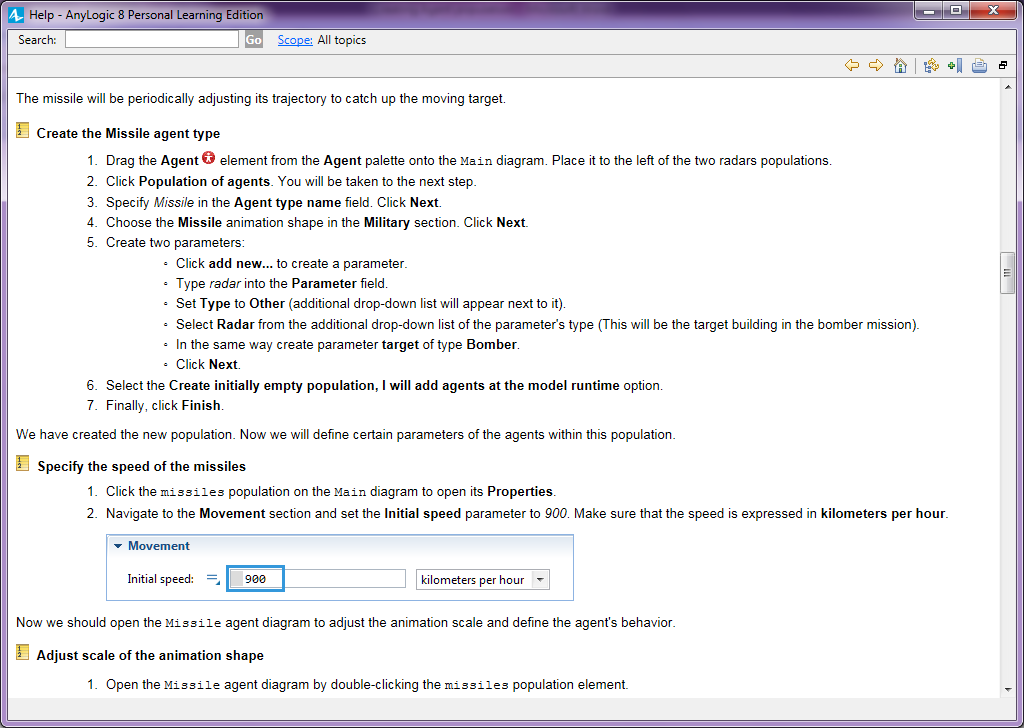 Help - AnyLogic 8 Personal Learning Edition
Search: Go Scope: All topics
The missile will be periodically adjusting its trajectory to catch up the moving target.
Create the Missile agent type
1. Drag the Agent element from the Agent palette onto the Main diagram. Place it to the left of the two radars populations.
2. Click Population of agents. You will be taken to the next step.
3. Specify Missile in the Agent type name field. Click Next.
4. Choose the Missile animation shape in the Military section. Click Next.
5. Create two parameters:
◦ Click add new... to create a parameter.
◦ Type radar into the Parameter field.
◦ Set Type to Other (additional drop-down list will appear next to it).
◦ Select Radar from the additional drop-down list of the parameter's type (This will be the target building in the bomber mission).
◦ In the same way create parameter target of type Bomber.
◦ Click Next.
6. Select the Create initially empty population, I will add agents at the model runtime option.
7. Finally, click Finish.
We have created the new population. Now we will define certain parameters of the agents within this population.
Specify the speed of the missiles
1. Click the missiles population on the Main diagram to open its Properties.
2. Navigate to the Movement section and set the Initial speed parameter to 900. Make sure that the speed is expressed in kilometers per hour.
Movement
Initial speed: 900 kilometers per hour
Now we should open the Missile agent diagram to adjust the animation scale and define the agent's behavior.
Adjust scale of the animation shape
1. Open the Missile agent diagram by double-clicking the missiles population element.